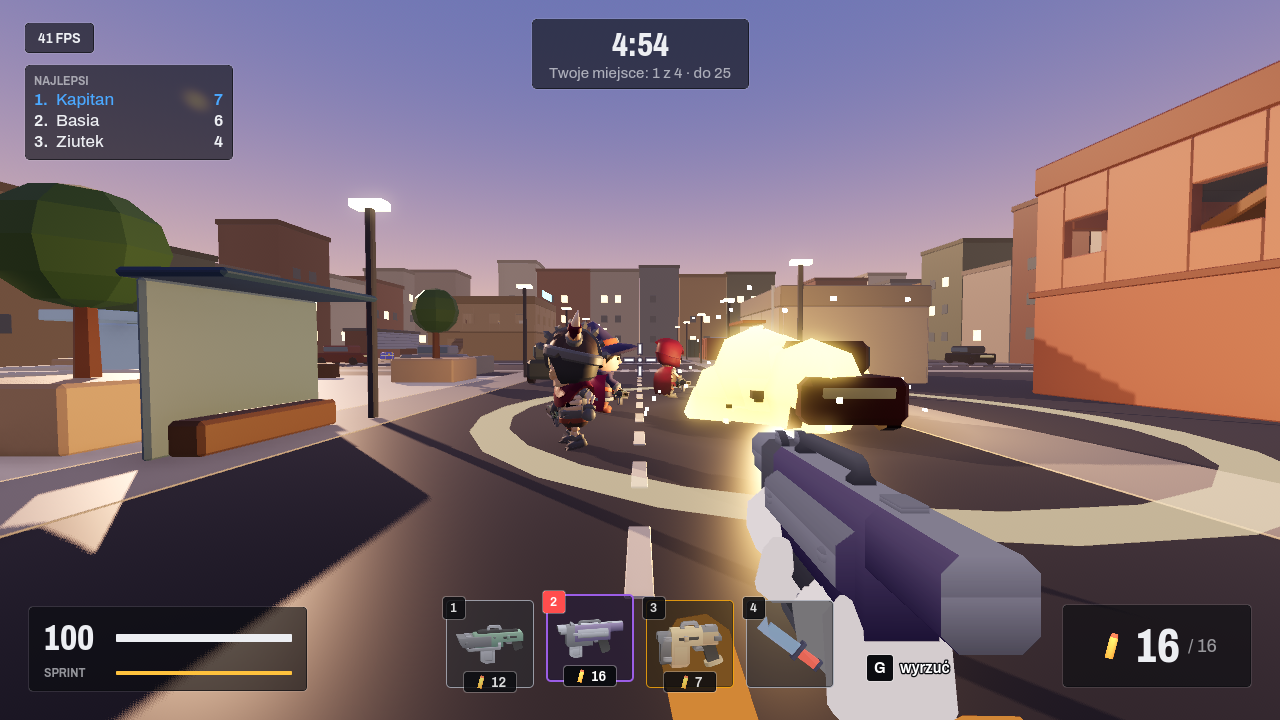 41 FPS
4:54
Twoje miejsce: 1 z 4 · do 25
NAJLEPSI
1. Kapitan 7
2. Basia 6
3. Ziutek 4
100
SPRINT
1
12
2
16
3
7
4
G wyrzuć
16 / 16